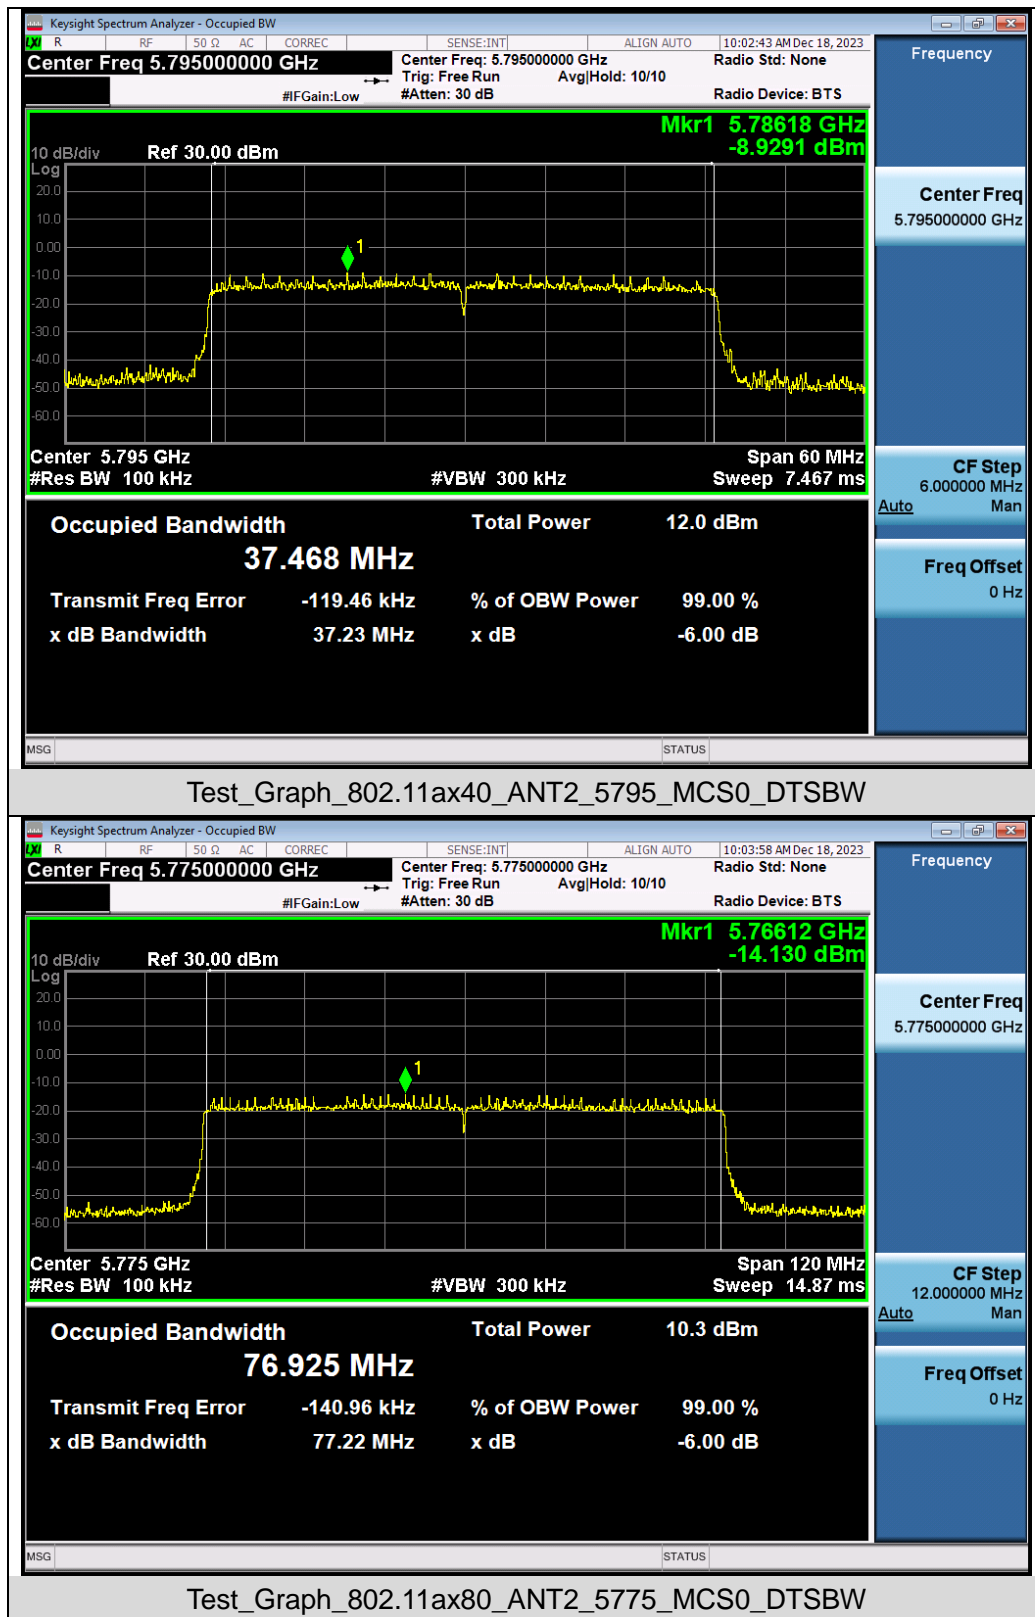 Keysight Spectrum Analyzer - Occupied BW
LXI R RF 50 Ω AC CORREC SENSE:INT ALIGN AUTO 10:02:43 AM Dec 18, 2023
Center Freq 5.795000000 GHz
Center Freq: 5.795000000 GHz Radio Std: None
Trig: Free Run Avg|Hold: 10/10
#IFGain:Low #Atten: 30 dB Radio Device: BTS
Frequency
Mkr1 5.78618 GHz
-8.9291 dBm
10 dB/div Ref 30.00 dBm
Log
20.0
10.0
0.00
-10.0
-20.0
-30.0
-40.0
-50.0
-60.0
1
Center 5.795 GHz Span 60 MHz
#Res BW 100 kHz #VBW 300 kHz Sweep 7.467 ms
Center Freq
5.795000000 GHz
CF Step
6.000000 MHz
Auto Man
Freq Offset
0 Hz
Occupied Bandwidth Total Power 12.0 dBm
37.468 MHz
Transmit Freq Error -119.46 kHz % of OBW Power 99.00 %
x dB Bandwidth 37.23 MHz x dB -6.00 dB
MSG STATUS
Test_Graph_802.11ax40_ANT2_5795_MCS0_DTSBW
Keysight Spectrum Analyzer - Occupied BW
LXI R RF 50 Ω AC CORREC SENSE:INT ALIGN AUTO 10:03:58 AM Dec 18, 2023
Center Freq 5.775000000 GHz
Center Freq: 5.775000000 GHz Radio Std: None
Trig: Free Run Avg|Hold: 10/10
#IFGain:Low #Atten: 30 dB Radio Device: BTS
Frequency
Mkr1 5.76612 GHz
-14.130 dBm
10 dB/div Ref 30.00 dBm
Log
20.0
10.0
0.00
-10.0
-20.0
-30.0
-40.0
-50.0
-60.0
1
Center 5.775 GHz Span 120 MHz
#Res BW 100 kHz #VBW 300 kHz Sweep 14.87 ms
Center Freq
5.775000000 GHz
CF Step
12.000000 MHz
Auto Man
Freq Offset
0 Hz
Occupied Bandwidth Total Power 10.3 dBm
76.925 MHz
Transmit Freq Error -140.96 kHz % of OBW Power 99.00 %
x dB Bandwidth 77.22 MHz x dB -6.00 dB
MSG STATUS
Test_Graph_802.11ax80_ANT2_5775_MCS0_DTSBW